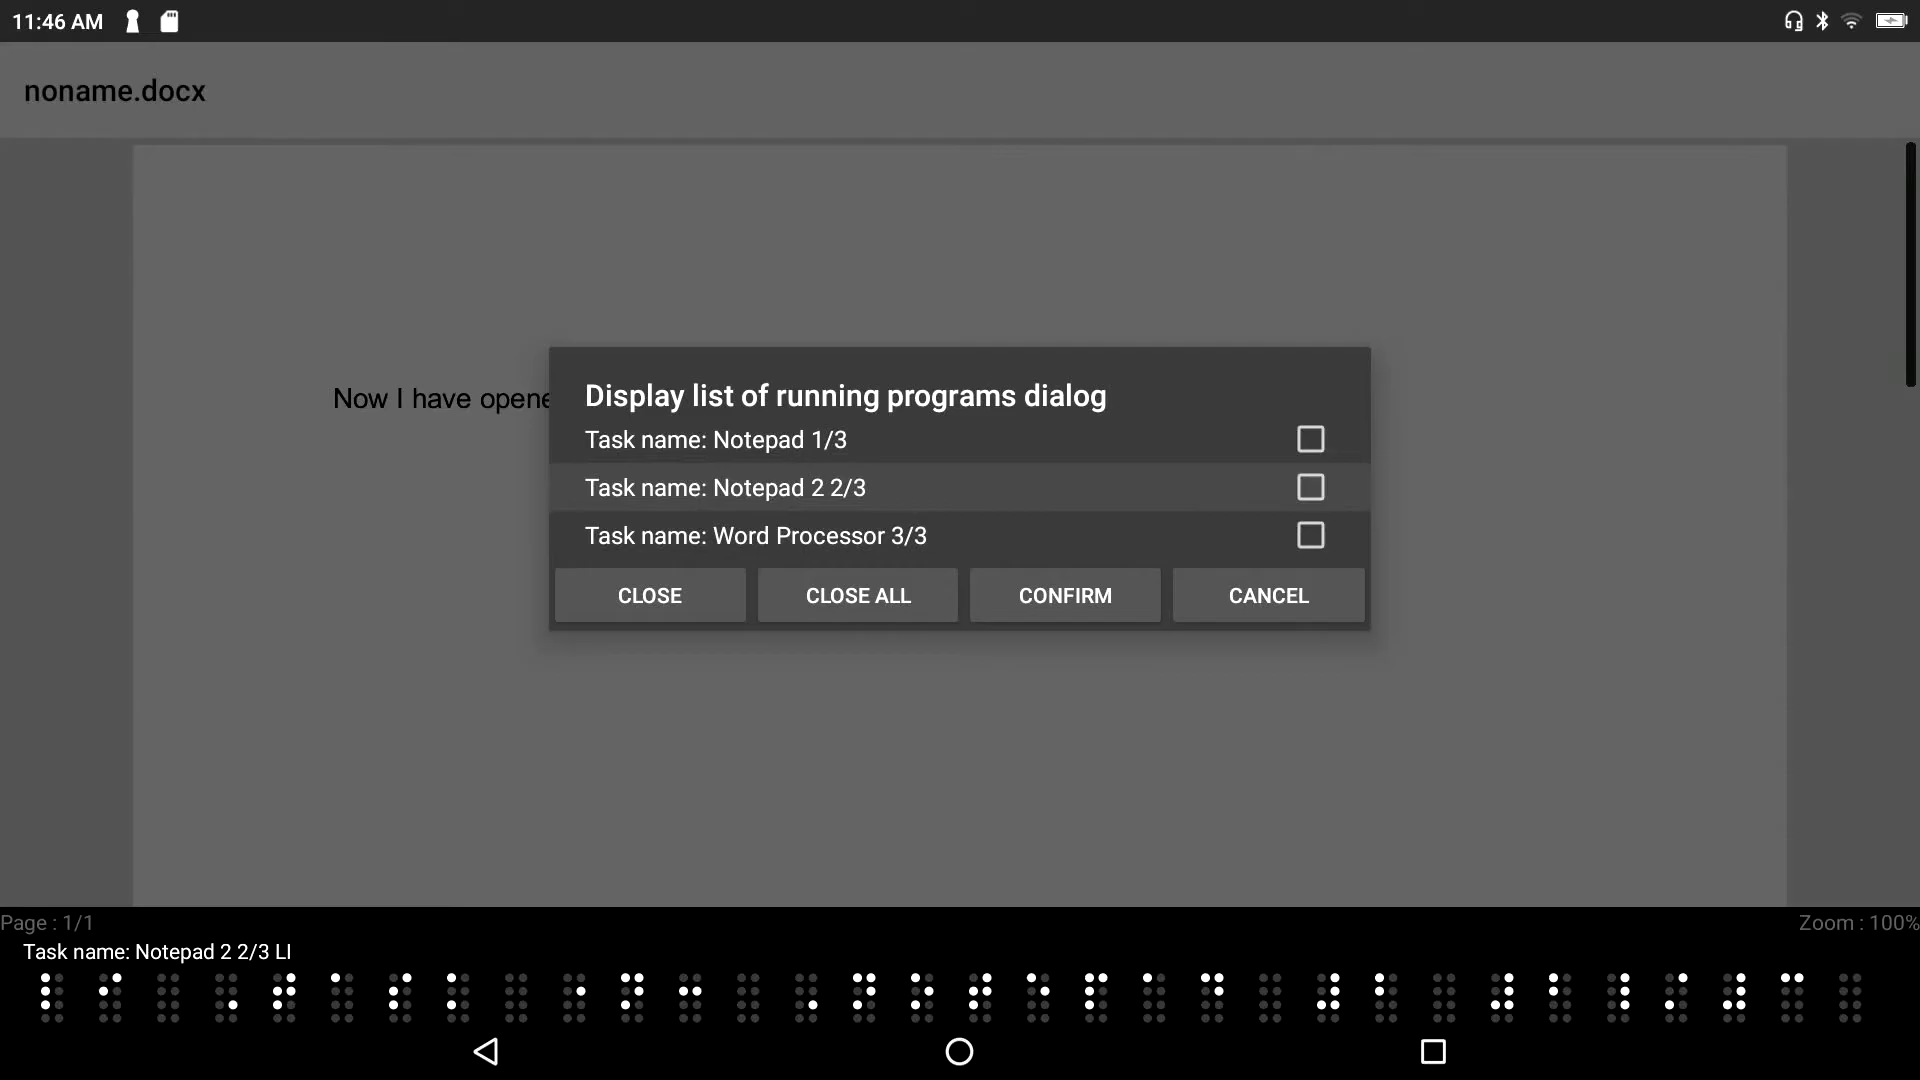 11:46 AM
noname.docx
Now I have opene
Display list of running programs dialog
Task name: Notepad 1/3
Task name: Notepad 2 2/3
Task name: Word Processor 3/3
CLOSE CLOSE ALL CONFIRM CANCEL
Page : 1/1 Zoom : 100%
Task name: Notepad 2 2/3 LI